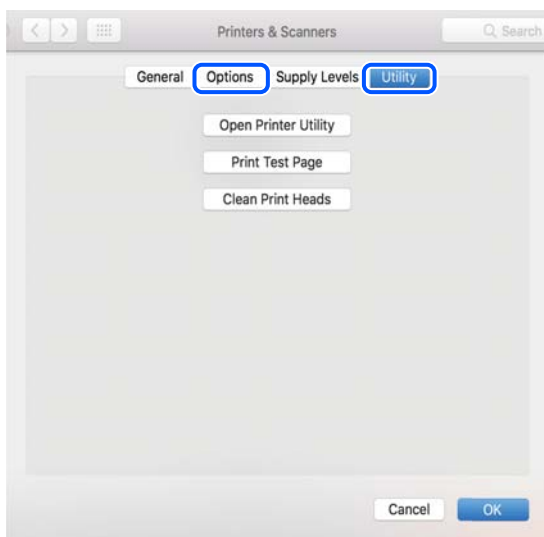 Printers & Scanners
Search
General Options Supply Levels Utility
Open Printer Utility
Print Test Page
Clean Print Heads
Cancel OK